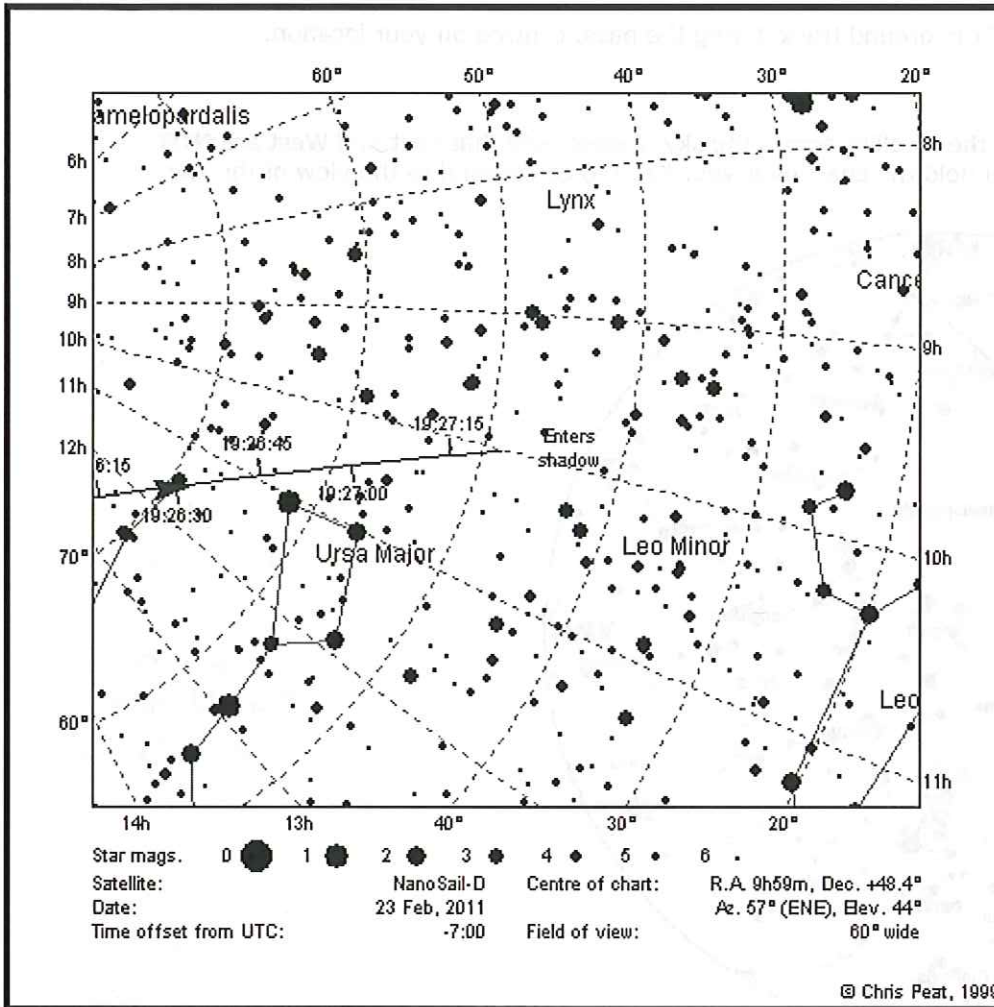 60° 50° 40° 30° 20°
amelopardalis
8h
6h
Lynx
7h
8h
Cance
9h
9h
10h
11h
19:27:15
12h
19:26:45
Enters
shadow
6:15
19:27:00
19:26:30
Ursa Major
Leo Minor
70°
10h
Leo
60°
11h
14h 13h 40° 30° 20°
Star mags. 0 1 2 3 4 5 6
Satellite: NanoSail-D Centre of chart: R.A. 9h59m, Dec. +48.4°
Date: 23 Feb, 2011 Az. 57° (ENE), Elev. 44°
Time offset from UTC: -7:00 Field of view: 60° wide
© Chris Peat, 1999